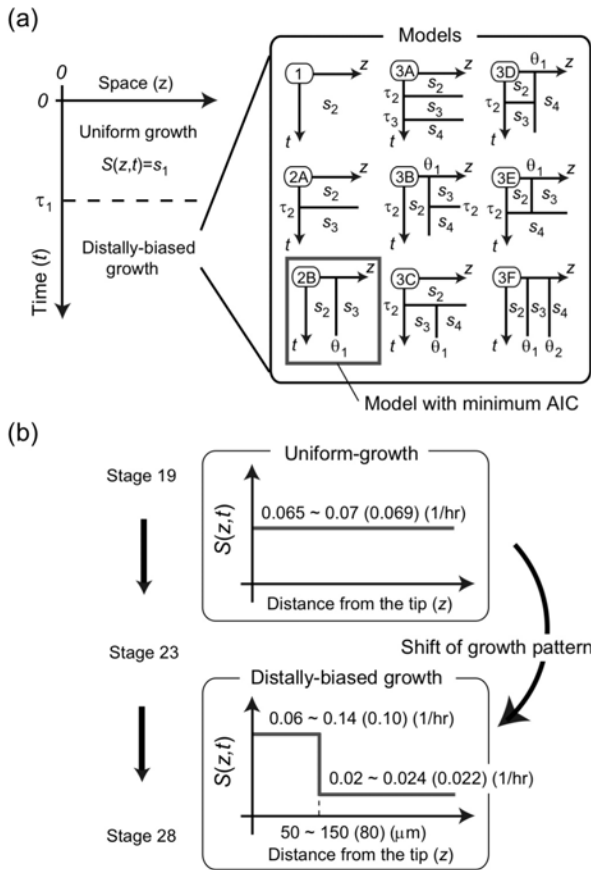 (a)
0
0
Space (z)
Uniform growth
S(z,t)=s1
τ1
Distally-biased growth
Time (t)
Models
1
z
s2
t
3A
z
s2
τ2
s3
τ3
s4
t
3D
θ1
z
s2
τ2
s3
s4
t
2A
z
s2
τ2
s3
t
3B
θ1
z
s3
τ2
s2
τ2
s4
t
3E
θ1
z
s2
s3
τ2
s4
t
2B
z
s2
s3
t
θ1
3C
z
s2
τ2
s3
s4
t
θ1
3F
z
s2
s3
s4
t
θ1
θ2
Model with minimum AIC
(b)
Stage 19
Stage 23
Stage 28
Uniform-growth
S(z,t)
0.065 ~ 0.07 (0.069) (1/hr)
Distance from the tip (z)
Shift of growth pattern
Distally-biased growth
S(z,t)
0.06 ~ 0.14 (0.10) (1/hr)
0.02 ~ 0.024 (0.022) (1/hr)
50 ~ 150 (80) (μm)
Distance from the tip (z)